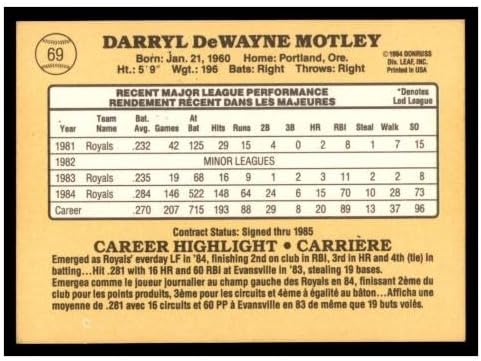 69
DARRYL DeWAYNE MOTLEY
Born: Jan. 21, 1960 Home: Portland, Ore.
Ht.: 5'9" Wgt.: 196 Bats: Right Throws: Right
© 1984 DONRUSS
Div. LEAF, INC.
Printed in USA
RECENT MAJOR LEAGUE PERFORMANCE
RENDEMENT RÉCENT DANS LES MAJEURES
*Denotes
Led League
Year Team Name Bat. Avg. Games At Bat Hits Runs 2B 3B HR RBI Steal Walk SO
1981 Royals .232 42 125 29 15 4 0 2 8 1 7 15
1982 MINOR LEAGUES
1983 Royals .235 19 68 16 9 1 2 3 11 2 2 8
1984 Royals .284 146 522 148 64 24 6 15 70 10 28 73
Career .270 207 715 193 88 29 8 20 89 13 37 96
Contract Status: Signed thru 1985
CAREER HIGHLIGHT • CARRIÈRE
Emerged as Royals' everday LF in '84, finishing 2nd on club in RBI, 3rd in HR and 4th (tie) in
batting...Hit .281 with 16 HR and 60 RBI at Evansville in '83, stealing 19 bases.
Emergea comme le joueur journalier au champ gauche des Royals en 84, finissant 2ème du
club pour les points produits, 3ème pour les circuits et 4ème à égalité au bâton...Afficha une
moyenne de .281 avec 16 circuits et 60 PP à Evansville en 83 de même que 19 buts volés.